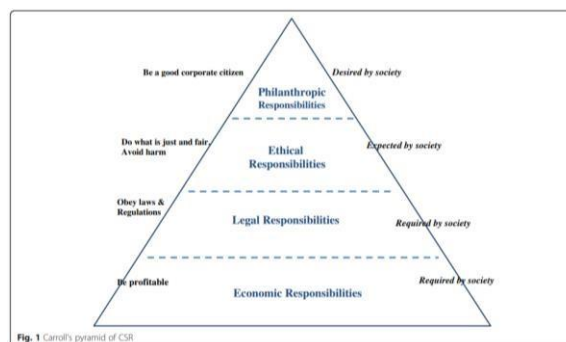 Be a good corporate citizen
Desired by society
Philanthropic
Responsibilities
Do what is just and fair,
Avoid harm
Expected by society
Ethical
Responsibilities
Obey laws &
Regulations
Legal Responsibilities
Required by society
Be profitable
Required by society
Economic Responsibilities
Fig. 1 Carroll's pyramid of CSR